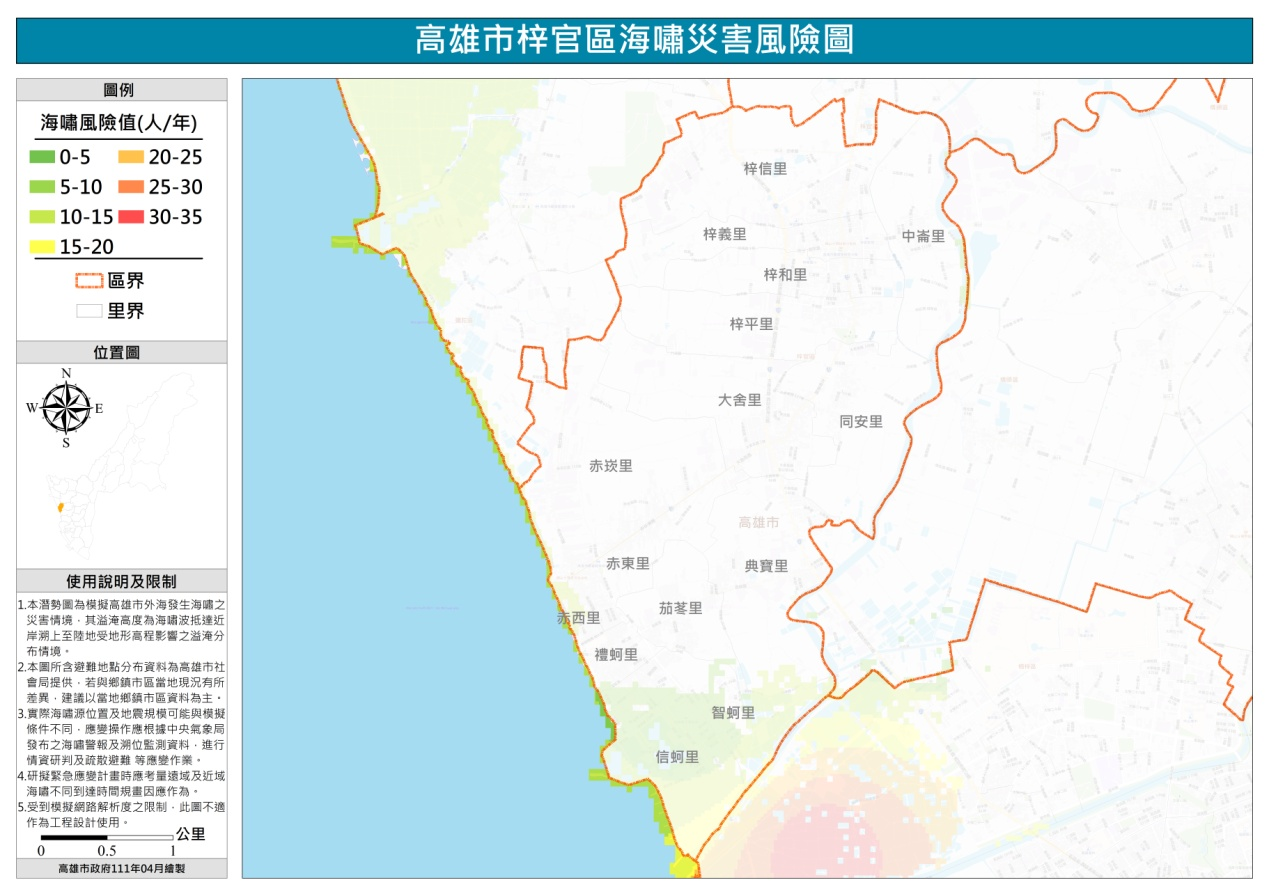 高雄市梓官區海嘯災害風險圖
圖例
海嘯風險值(人/年)
0-5
20-25
5-10
25-30
10-15
30-35
15-20
區界
里界
位置圖
N
W
E
S
使用說明及限制
1.本潛勢圖為模擬高雄市外海發生海嘯之
災害情境，其溢淹高度為海嘯波抵達近
岸溯上至陸地受地形高程影響之溢淹分
布情境。
2.本圖所含避難地點分布資料為高雄市社
會局提供，若與鄉鎮市區當地現況有所
差異，建議以當地鄉鎮市區資料為主。
3.實際海嘯源位置及地震規模可能與模擬
條件不同，應變操作應根據中央氣象局
發布之海嘯警報及溯位監測資料，進行
情資研判及疏散避難 等應變作業。
4.研擬緊急應變計畫時應考量遠域及近域
海嘯不同到達時間規畫因應作為。
5.受到模擬網路解析度之限制，此圖不適
作為工程設計使用。
公里
0
0.5
1
高雄市政府111年04月繪製
梓信里
梓義里
中崙里
梓和里
梓平里
大舍里
同安里
赤崁里
高雄市
赤東里
典寶里
茄苳里
赤西里
禮蚵里
智蚵里
信蚵里